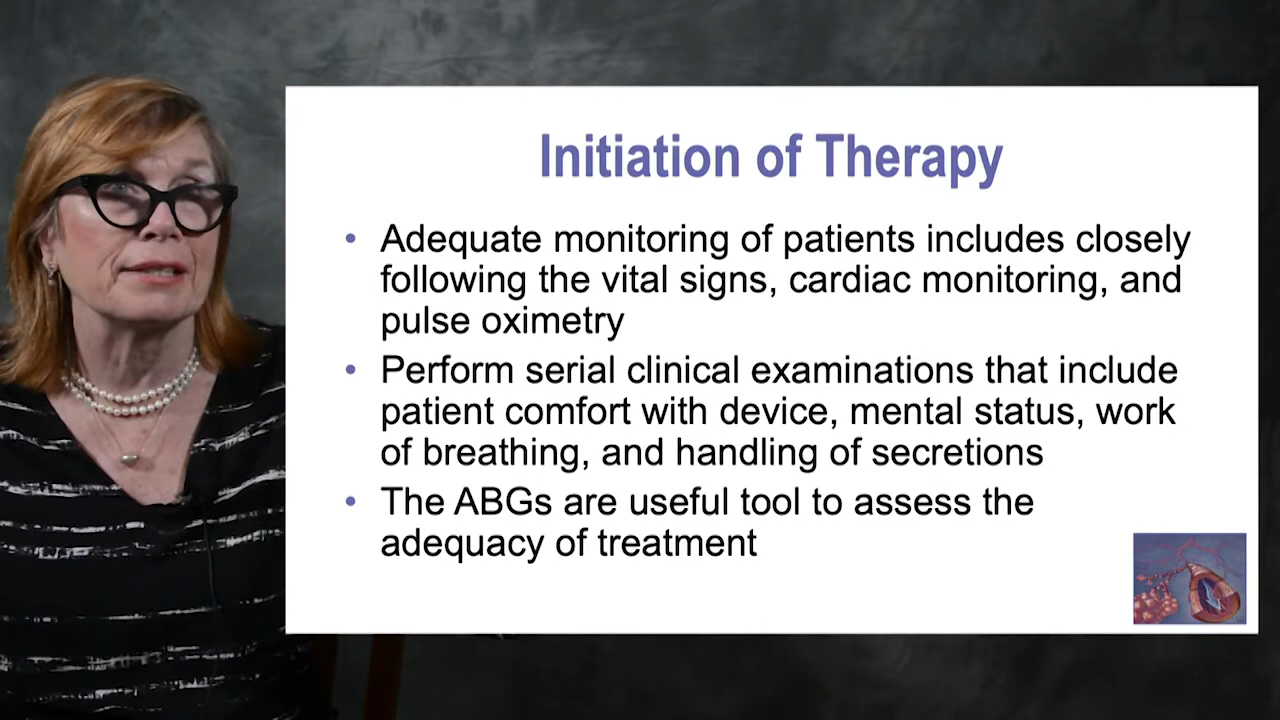 Initiation of Therapy
• Adequate monitoring of patients includes closely
following the vital signs, cardiac monitoring, and
pulse oximetry
• Perform serial clinical examinations that include
patient comfort with device, mental status, work
of breathing, and handling of secretions
• The ABGs are useful tool to assess the
adequacy of treatment